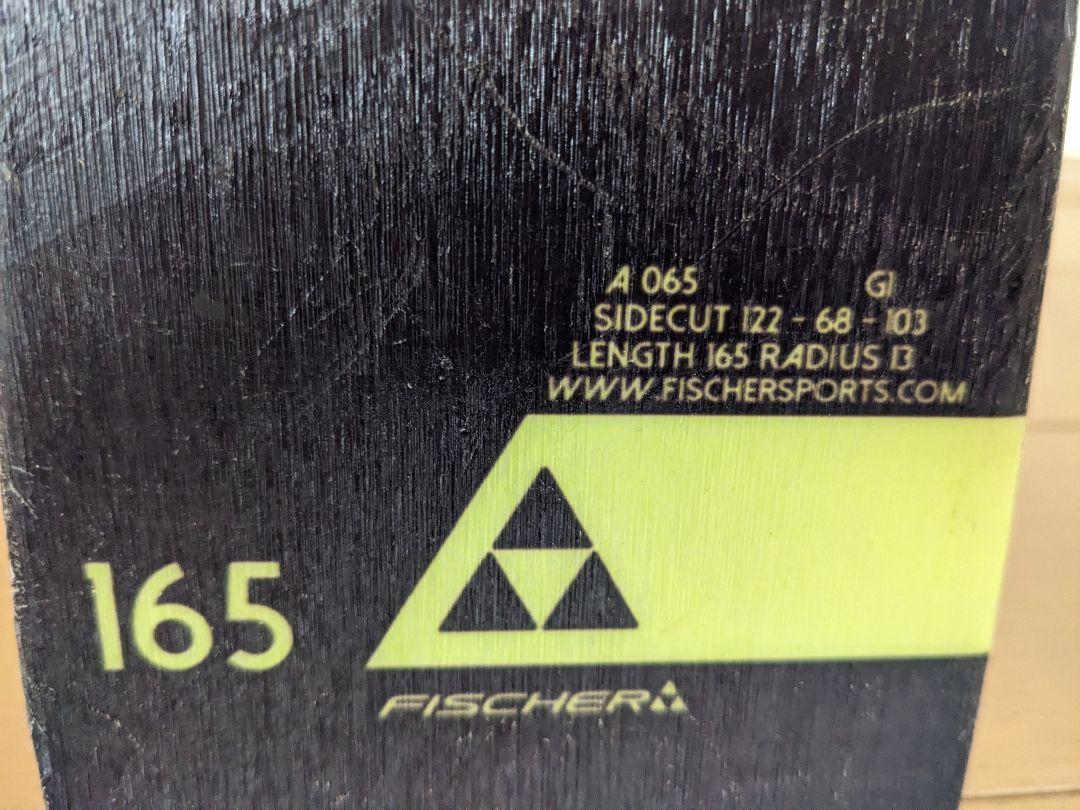 A 065 GI
SIDECUT 122 - 68 - 103
LENGTH 165 RADIUS 13
WWW.FISCHERSPORTS.COM
165
FISCHER